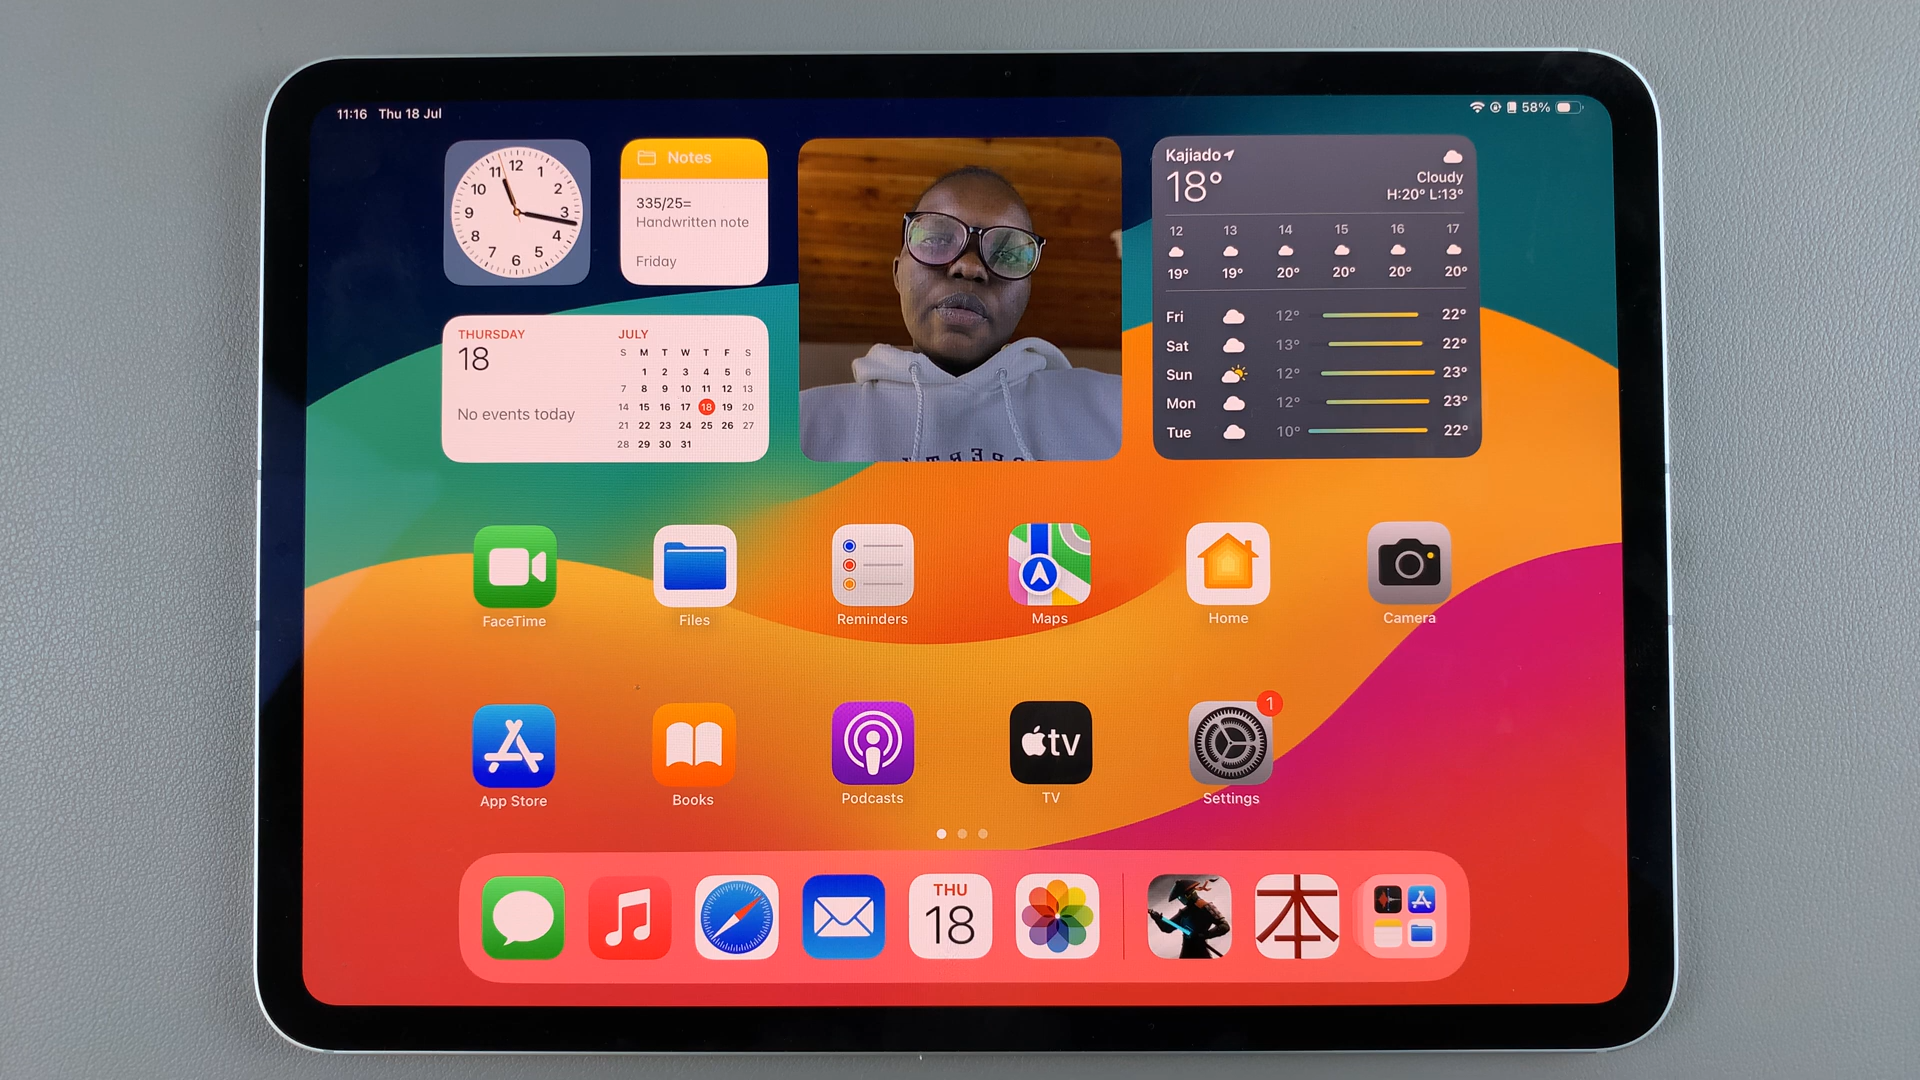 11:16 Thu 18 Jul
58%
12
1
2
3
4
5
6
7
8
9
10
11
Notes
335/25=
Handwritten note
Friday
THURSDAY
18
No events today
JULY
S M T W T F S
1 2 3 4 5 6
7 8 9 10 11 12 13
14 15 16 17 18 19 20
21 22 23 24 25 26 27
28 29 30 31
Kajiado
18°
Cloudy
H:20° L:13°
12 13 14 15 16 17
19° 19° 20° 20° 20° 20°
Fri 12° 22°
Sat 13° 22°
Sun 12° 23°
Mon 12° 23°
Tue 10° 22°
FaceTime
Files
Reminders
Maps
Home
Camera
tv
1
App Store
Books
Podcasts
TV
Settings
THU
18
本